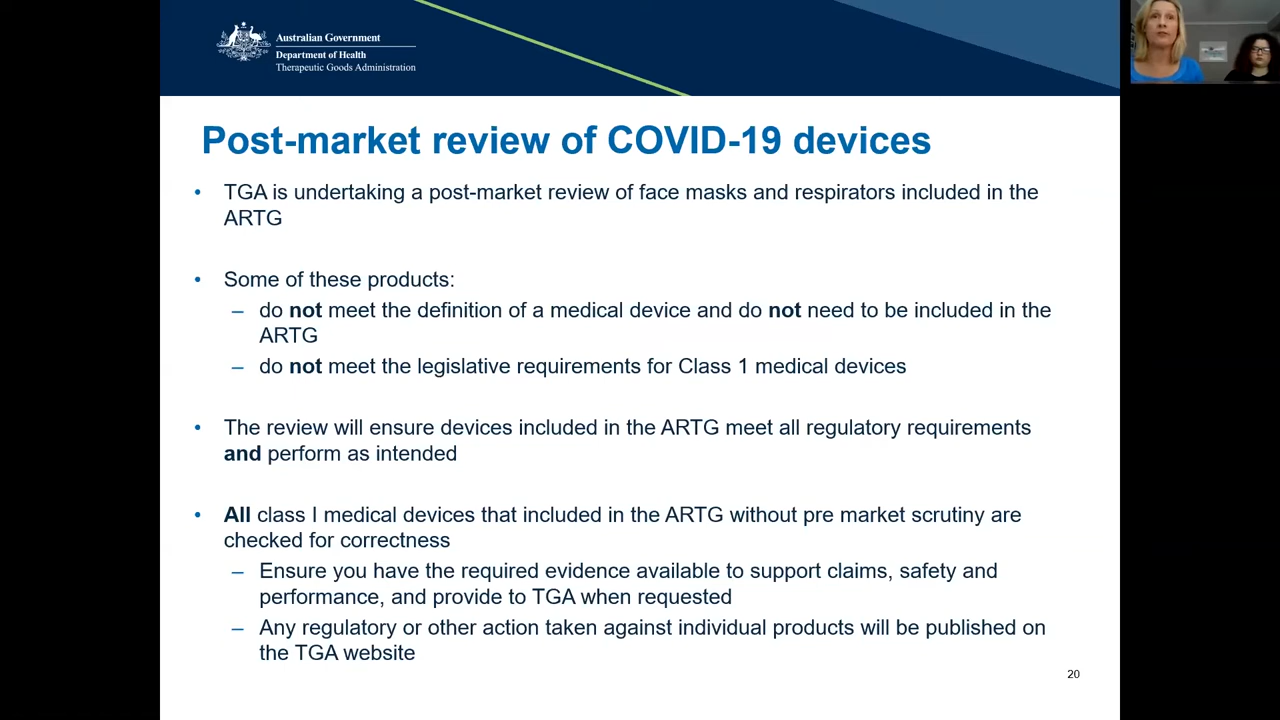 Australian Government
Department of Health
Therapeutic Goods Administration
Post-market review of COVID-19 devices
• TGA is undertaking a post-market review of face masks and respirators included in the
ARTG
• Some of these products:
– do not meet the definition of a medical device and do not need to be included in the
ARTG
– do not meet the legislative requirements for Class 1 medical devices
• The review will ensure devices included in the ARTG meet all regulatory requirements
and perform as intended
• All class I medical devices that included in the ARTG without pre market scrutiny are
checked for correctness
– Ensure you have the required evidence available to support claims, safety and
performance, and provide to TGA when requested
– Any regulatory or other action taken against individual products will be published on
the TGA website
20